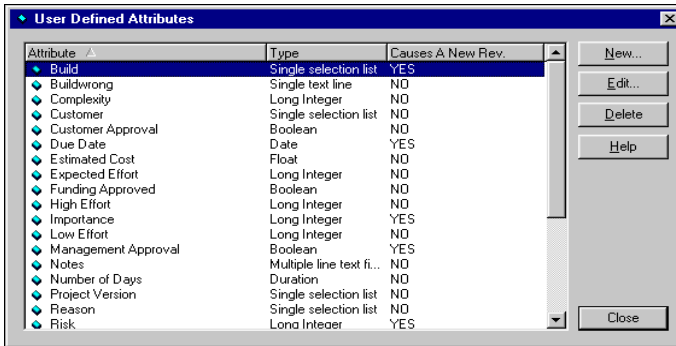 User Defined Attributes
Attribute Type Causes A New Rev.
Build Single selection list YES
Buildwrong Single text line NO
Complexity Long Integer NO
Customer Single selection list NO
Customer Approval Boolean NO
Due Date Date YES
Estimated Cost Float NO
Expected Effort Long Integer NO
Funding Approved Boolean NO
High Effort Long Integer NO
Importance Long Integer YES
Low Effort Long Integer NO
Management Approval Boolean YES
Notes Multiple line text fi... NO
Number of Days Duration NO
Project Version Single selection list NO
Reason Single selection list NO
Risk Long Integer YES
New...
Edit...
Delete
Help
Close